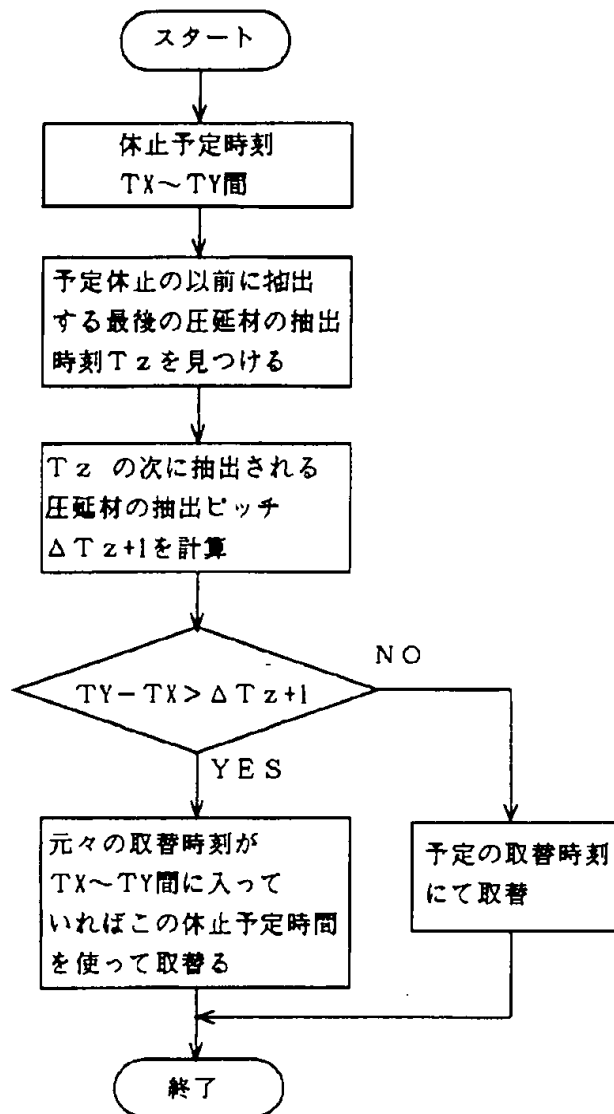 スタート
休止予定時刻
TX～TY間
予定休止の以前に抽出
する最後の圧延材の抽出
時刻Tzを見つける
Tz の次に抽出される
圧延材の抽出ピッチ
ΔTz+1を計算
TY－TX＞ΔTz+1
NO
YES
元々の取替時刻が
TX～TY間に入って
いればこの休止予定時間
を使って取替る
予定の取替時刻
にて取替
終了